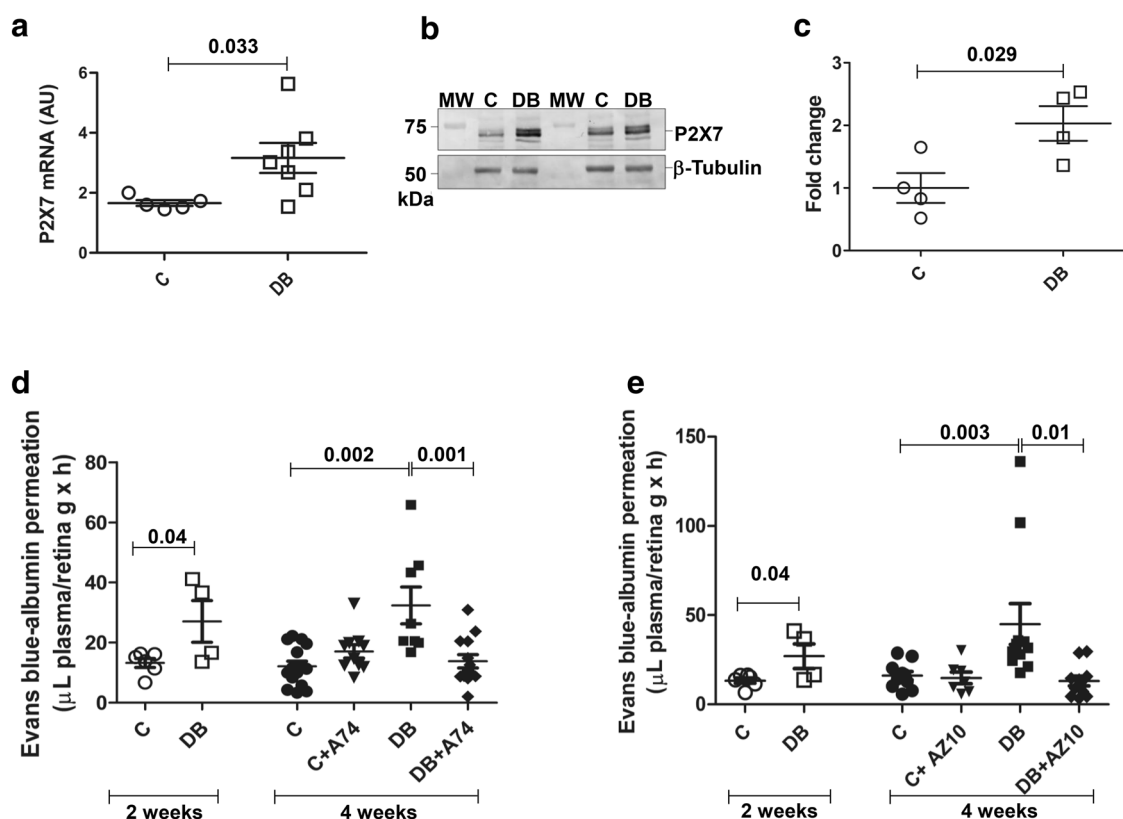 a
P2X7 mRNA (AU)
0.033
6
4
2
0
C
DB
b
MW C DB MW C DB
75
P2X7
50
β-Tubulin
kDa
c
Fold change
0.029
3
2
1
0
C
DB
d
Evans blue-albumin permeation
(μL plasma/retina g x h)
80
60
40
20
0
0.04
0.002
0.001
C
DB
C
C+A74
DB
DB+A74
2 weeks
4 weeks
e
Evans blue-albumin permeation
(μL plasma/retina g x h)
150
100
50
0
0.04
0.003
0.01
C
DB
C
C+ AZ10
DB
DB+AZ10
2 weeks
4 weeks